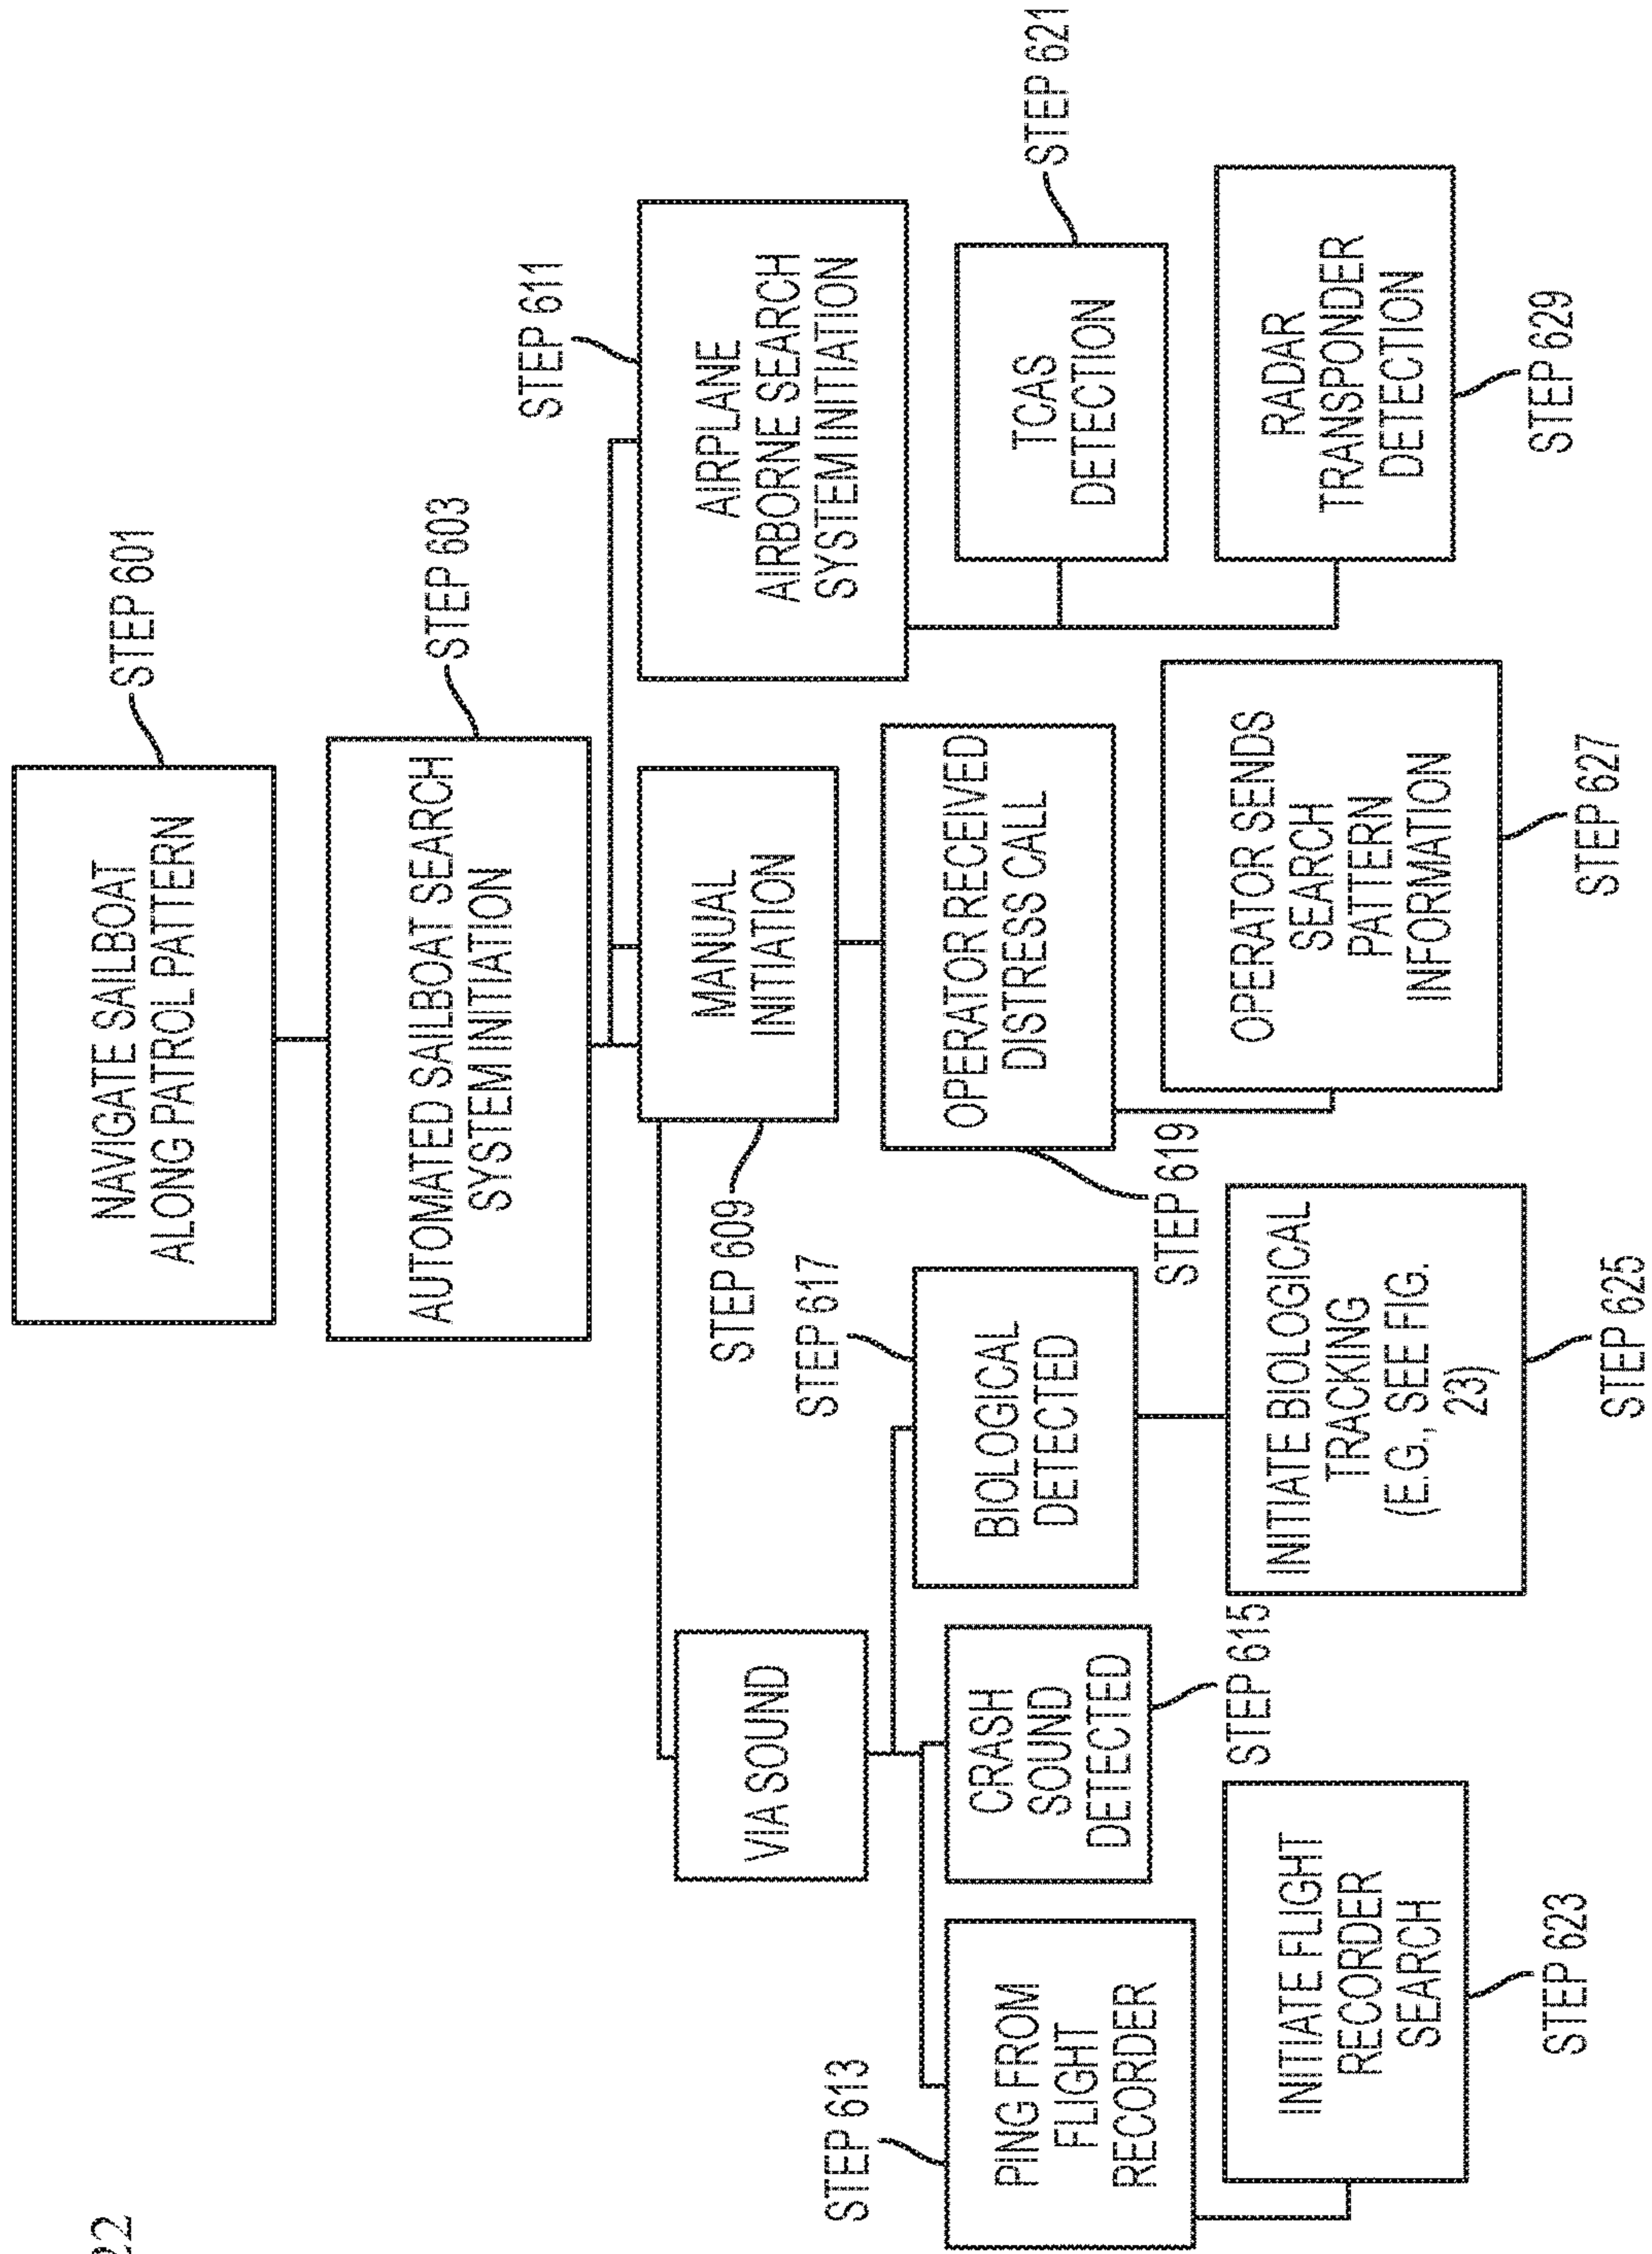 22
NAVIGATE SAILBOAT
ALONG PATROL PATTERN
STEP 601
AUTOMATED SAILBOAT SEARCH
SYSTEM INITIATION
STEP 603
VIA SOUND
MANUAL
INITIATION
STEP 609
AIRPLANE
AIRBORNE SEARCH
SYSTEM INITIATION
STEP 611
STEP 613
PING FROM
FLIGHT
RECORDER
CRASH
SOUND
DETECTED
STEP 615
STEP 617
BIOLOGICAL
DETECTED
OPERATOR RECEIVED
DISTRESS CALL
STEP 619
TCAS
DETECTION
STEP 621
INITIATE FLIGHT
RECORDER
SEARCH
STEP 623
INITIATE BIOLOGICAL
TRACKING
(E.G., SEE FIG.
23)
STEP 625
OPERATOR SENDS
SEARCH
PATTERN
INFORMATION
STEP 627
RADAR
TRANSPONDER
DETECTION
STEP 629